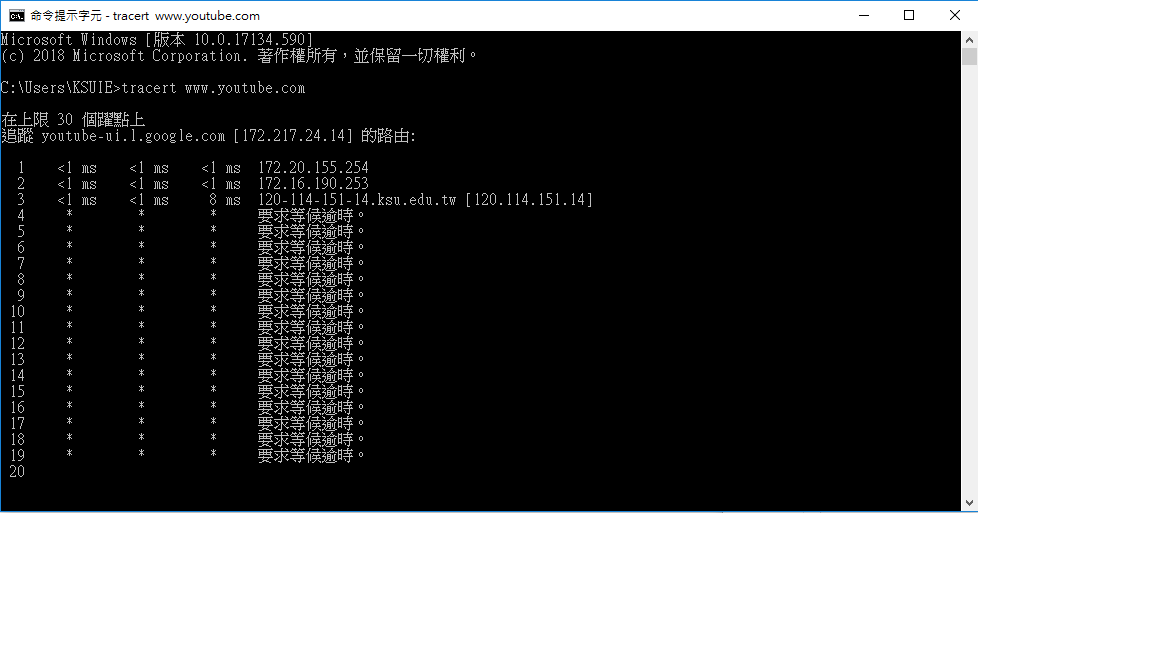 命令提示字元 - tracert www.youtube.com
Microsoft Windows [版本 10.0.17134.590]
(c) 2018 Microsoft Corporation. 著作權所有，並保留一切權利。
C:\Users\KSUIE>tracert www.youtube.com
在上限 30 個躍點上
追蹤 youtube-ui.l.google.com [172.217.24.14] 的路由:
1 <1 ms <1 ms <1 ms 172.20.155.254
2 <1 ms <1 ms <1 ms 172.16.190.253
3 <1 ms <1 ms 8 ms 120-114-151-14.ksu.edu.tw [120.114.151.14]
4 * * * 要求等候逾時。
5 * * * 要求等候逾時。
6 * * * 要求等候逾時。
7 * * * 要求等候逾時。
8 * * * 要求等候逾時。
9 * * * 要求等候逾時。
10 * * * 要求等候逾時。
11 * * * 要求等候逾時。
12 * * * 要求等候逾時。
13 * * * 要求等候逾時。
14 * * * 要求等候逾時。
15 * * * 要求等候逾時。
16 * * * 要求等候逾時。
17 * * * 要求等候逾時。
18 * * * 要求等候逾時。
19 * * * 要求等候逾時。
20